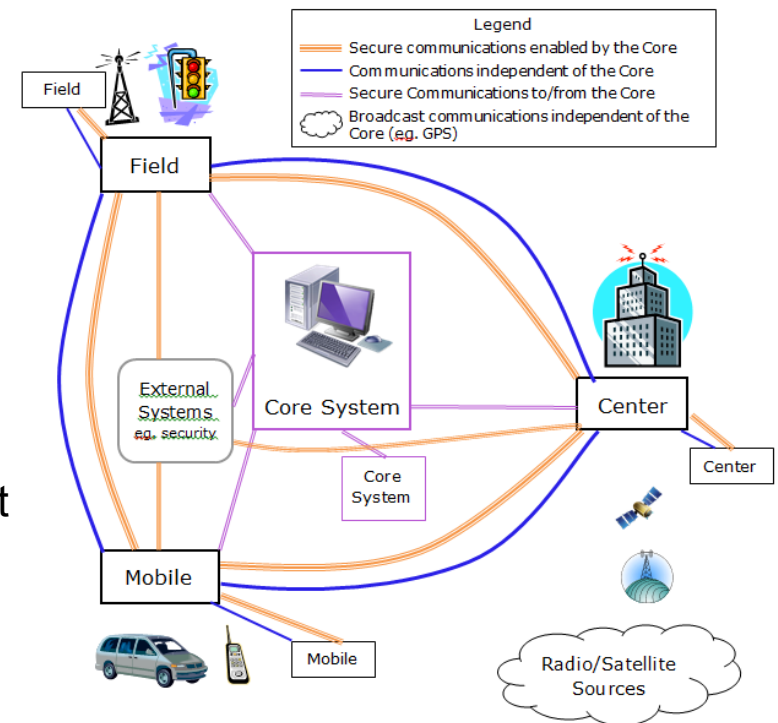 Legend
Secure communications enabled by the Core
Communications independent of the Core
Secure Communications to/from the Core
Broadcast communications independent of the
Core (eg. GPS)
Field
Field
External
Systems
eg. security
Core System
Center
Core
System
Center
t
Mobile
Mobile
Radio/Satellite
Sources